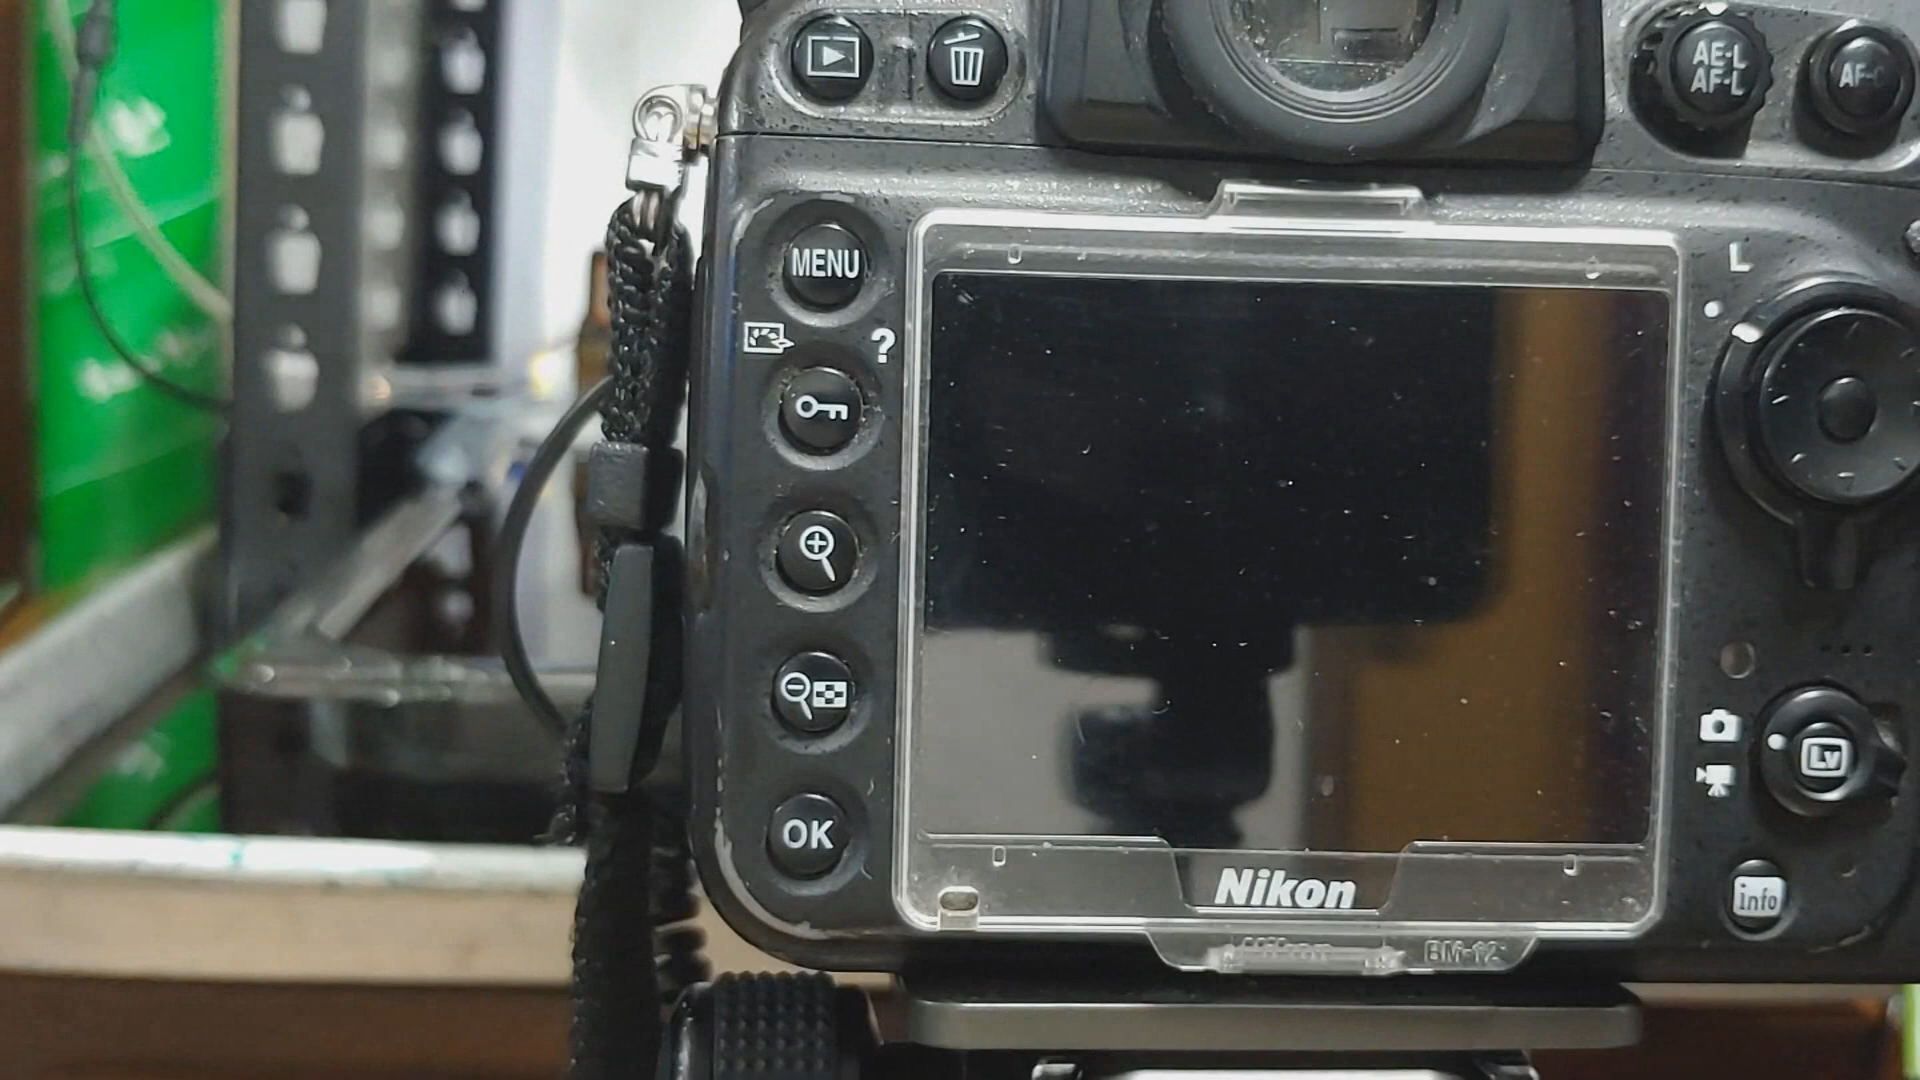 AE-L
AF-L
MENU
?
L
OK
Lv
Nikon
info
BM-12